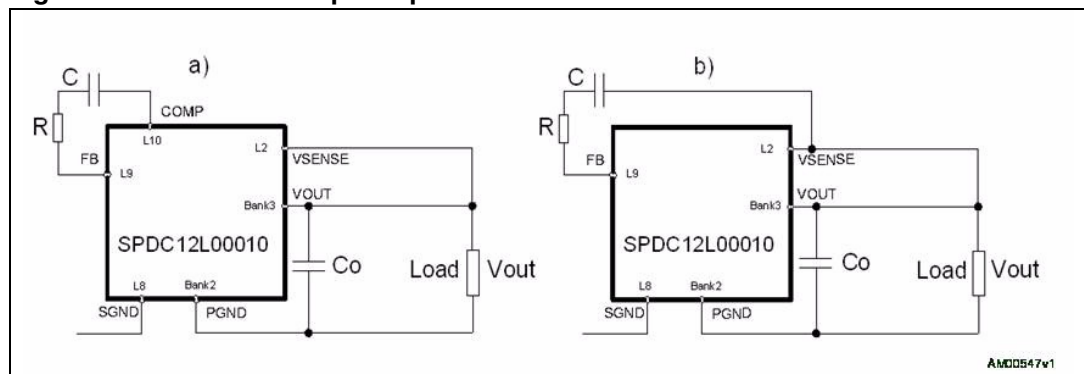 a)
C
COMP
R
L10
FB
L9
L2
VSENSE
VOUT
Bank3
SPDC12L00010
Co
Load
Vout
L8
Bank2
SGND
PGND
b)
C
R
FB
L9
L2
VSENSE
VOUT
Bank3
SPDC12L00010
Co
Load
Vout
L8
Bank2
SGND
PGND
AM00547v1